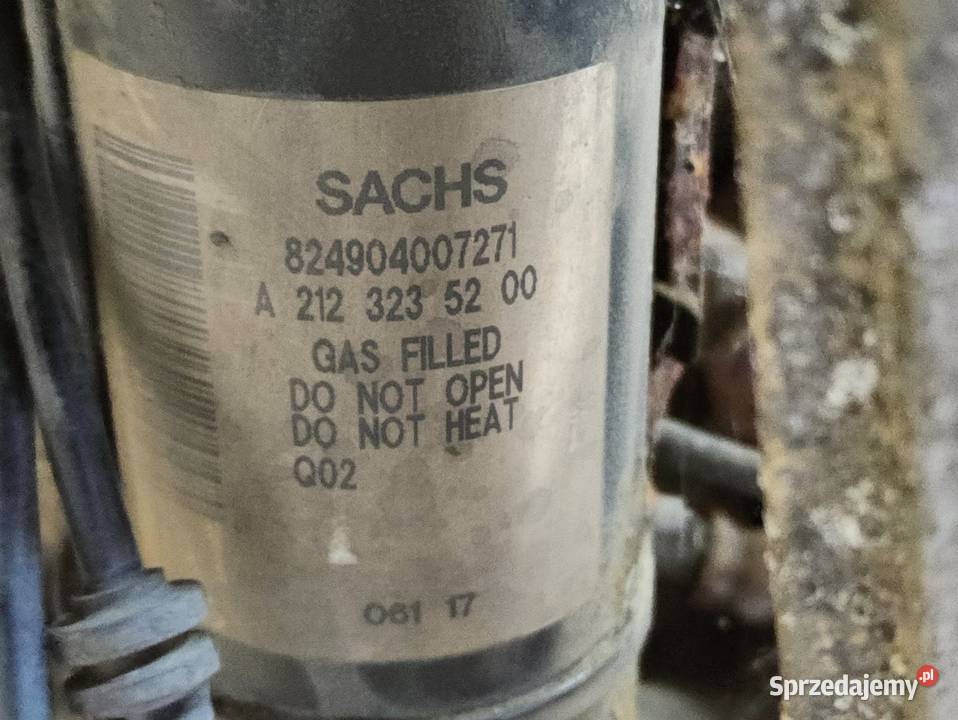 SACHS
824904007271
A 212 323 52 00
GAS FILLED
DO NOT OPEN
DO NOT HEAT
Q02
061 17
Sprzedajemy.pl